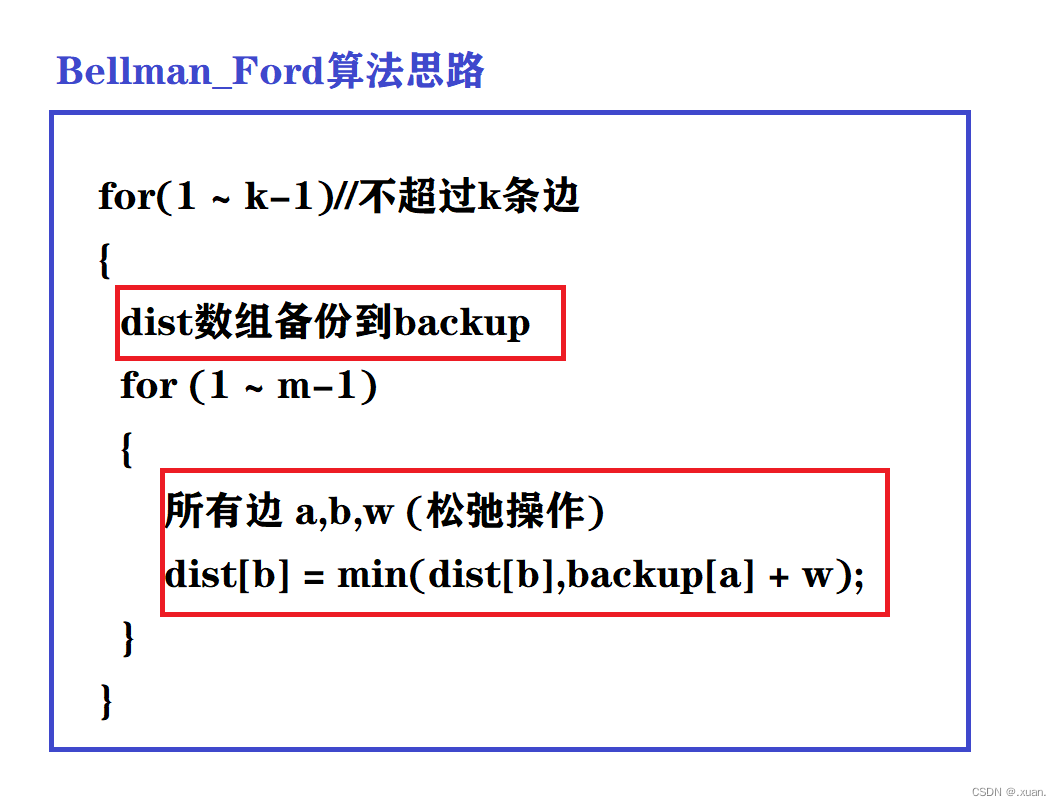 Bellman_Ford算法思路
for(1 ~ k-1)//不超过k条边
{
dist数组备份到backup
for (1 ~ m-1)
{
所有边 a,b,w (松弛操作)
dist[b] = min(dist[b],backup[a] + w);
}
}
CSDN @.xuan.